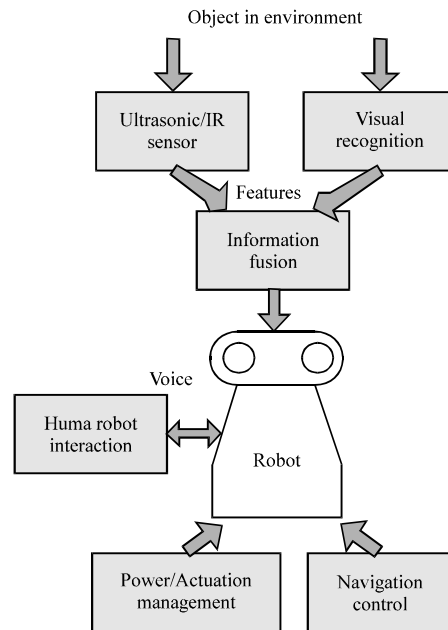 Object in environment
Ultrasonic/IR
sensor
Visual
recognition
Features
Information
fusion
Voice
Huma robot
interaction
Robot
Power/Actuation
management
Navigation
control